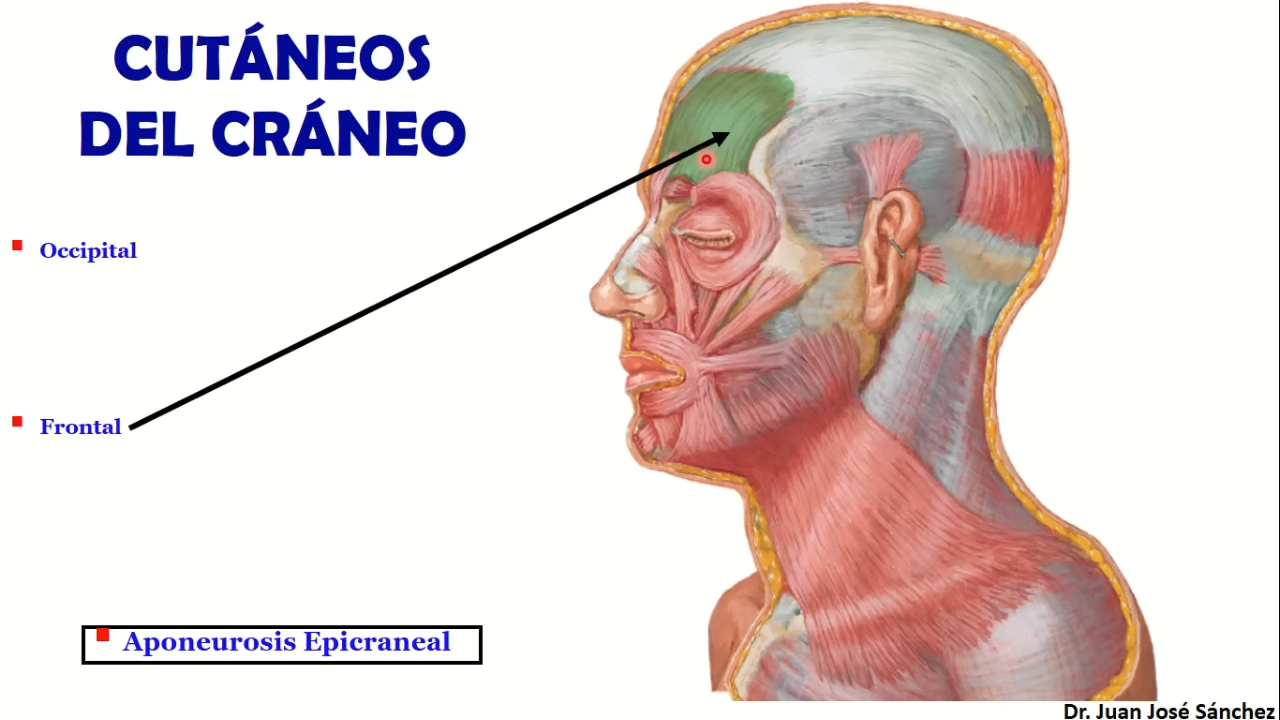 CUTÁNEOS
DEL CRÁNEO
Occipital
Frontal
Aponeurosis Epicraneal
Dr. Juan José Sánchez